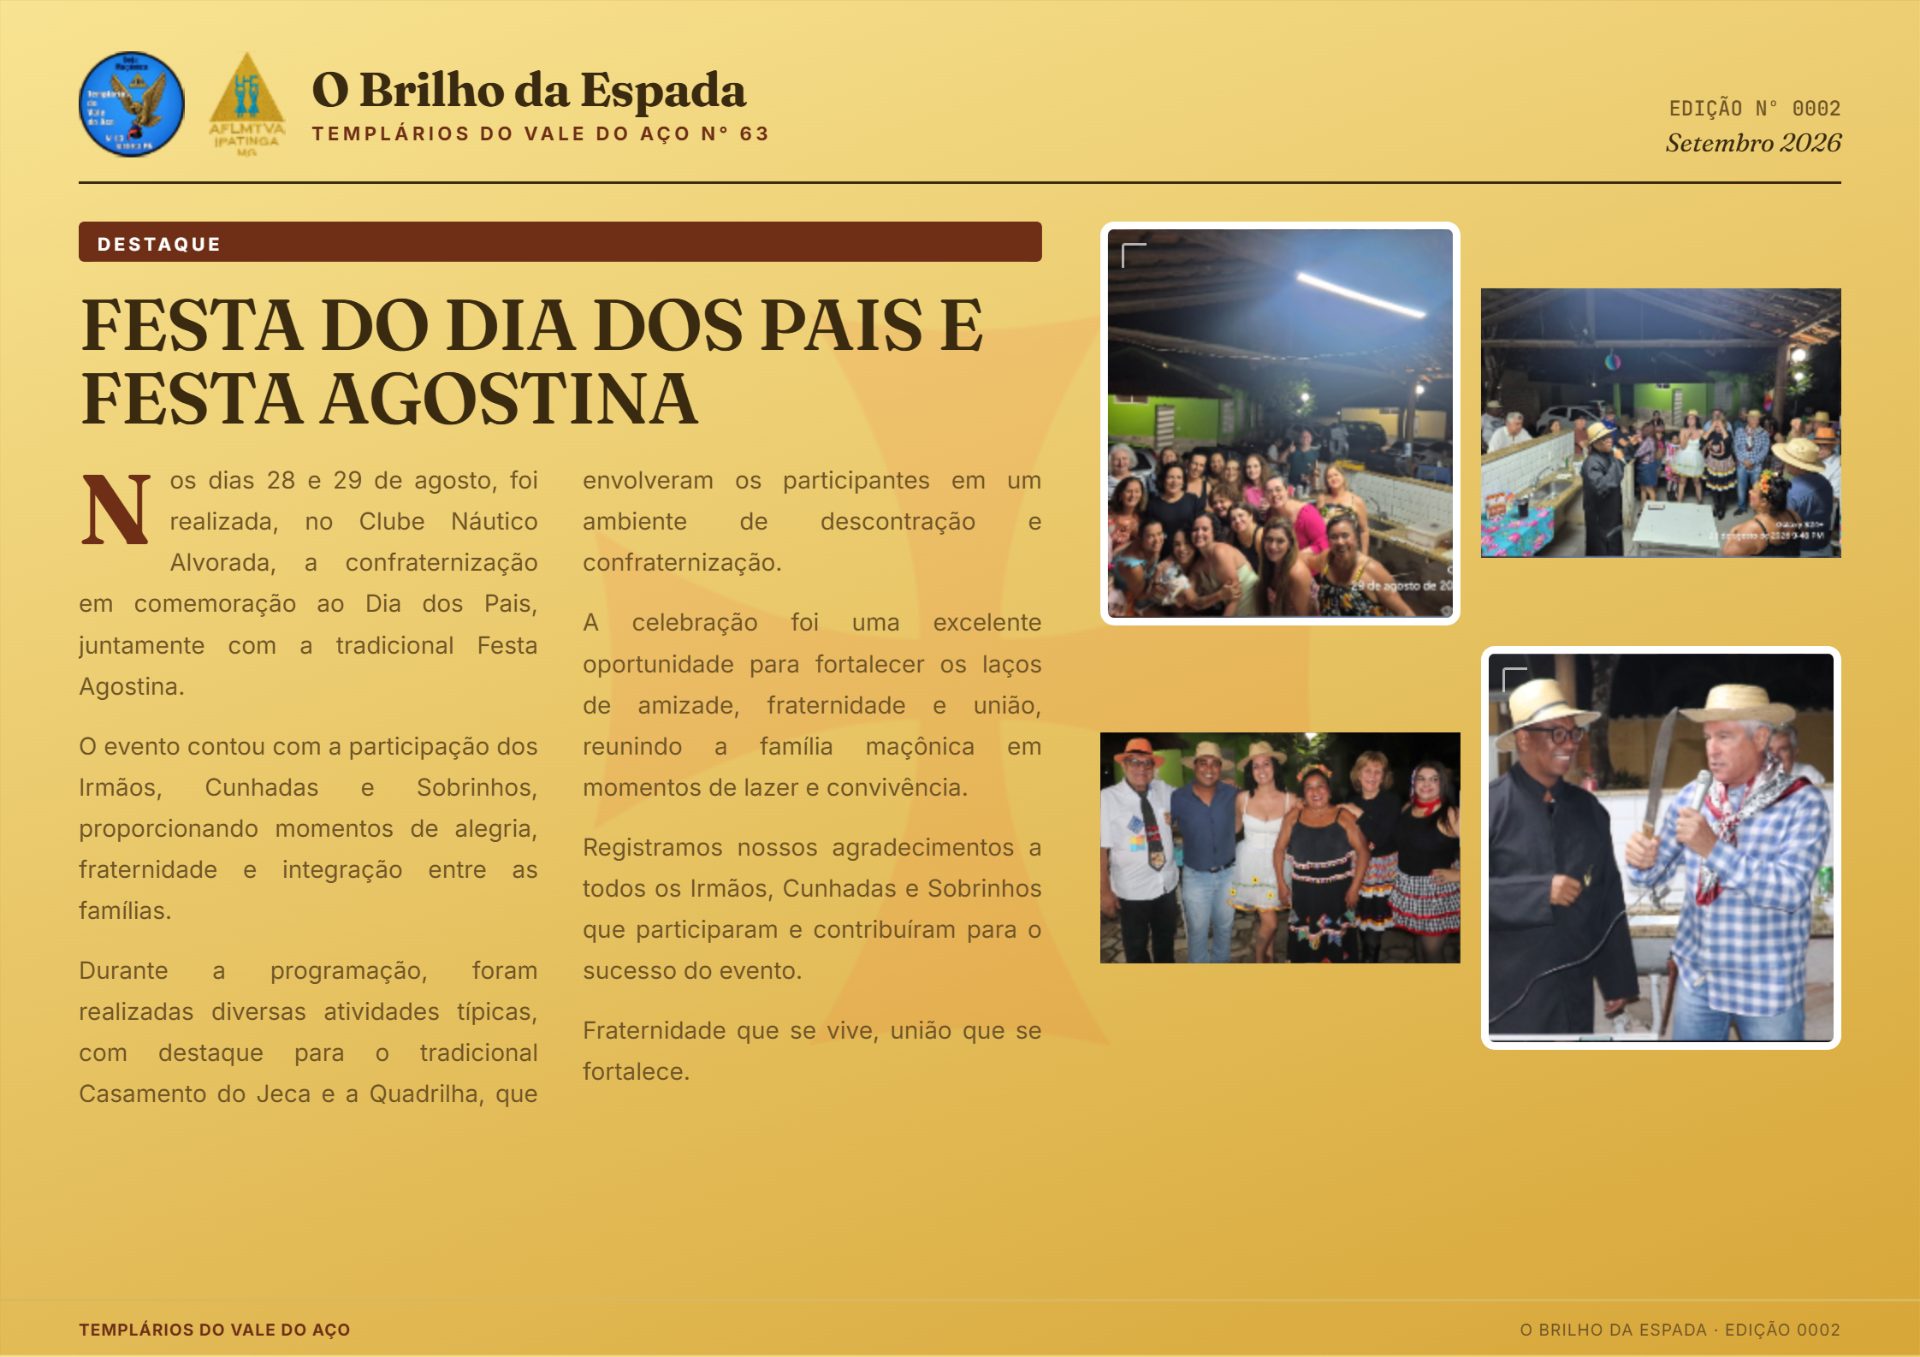 AFLMTVA
IPATINGA
MG
O Brilho da Espada
TEMPLÁRIOS DO VALE DO AÇO N° 63
EDIÇÃO N° 0002
Setembro 2026
DESTAQUE
FESTA DO DIA DOS PAIS E
FESTA AGOSTINA
Nos dias 28 e 29 de agosto, foi
realizada, no Clube Náutico
Alvorada, a confraternização
em comemoração ao Dia dos Pais,
juntamente com a tradicional Festa
Agostina.
O evento contou com a participação dos
Irmãos, Cunhadas e Sobrinhos,
proporcionando momentos de alegria,
fraternidade e integração entre as
famílias.
Durante a programação, foram
realizadas diversas atividades típicas,
com destaque para o tradicional
Casamento do Jeca e a Quadrilha, que
envolveram os participantes em um
ambiente de descontração e
confraternização.
A celebração foi uma excelente
oportunidade para fortalecer os laços
de amizade, fraternidade e união,
reunindo a família maçônica em
momentos de lazer e convivência.
Registramos nossos agradecimentos a
todos os Irmãos, Cunhadas e Sobrinhos
que participaram e contribuíram para o
sucesso do evento.
Fraternidade que se vive, união que se
fortalece.
29 de agosto de 20
TEMPLÁRIOS DO VALE DO AÇO
O BRILHO DA ESPADA · EDIÇÃO 0002